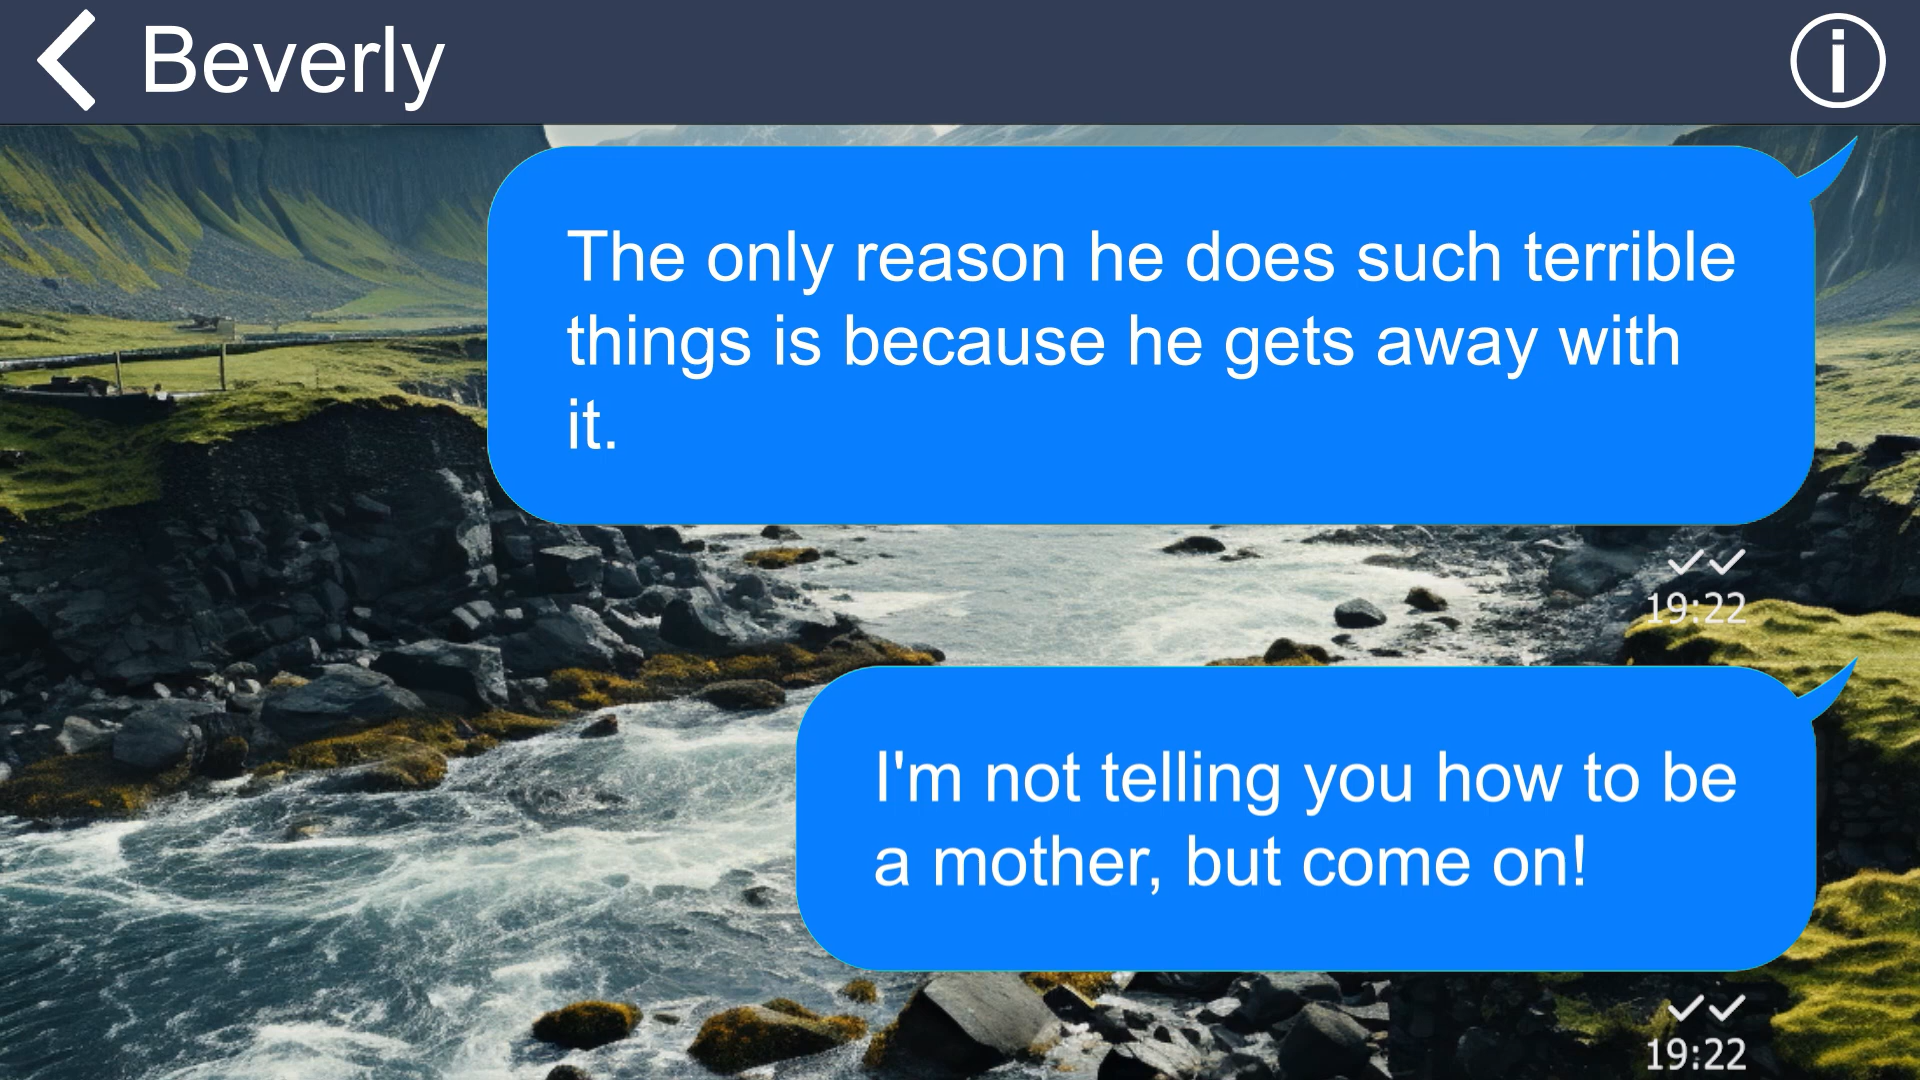 Beverly
The only reason he does such terrible
things is because he gets away with
it.
19:22
I'm not telling you how to be
a mother, but come on!
19:22